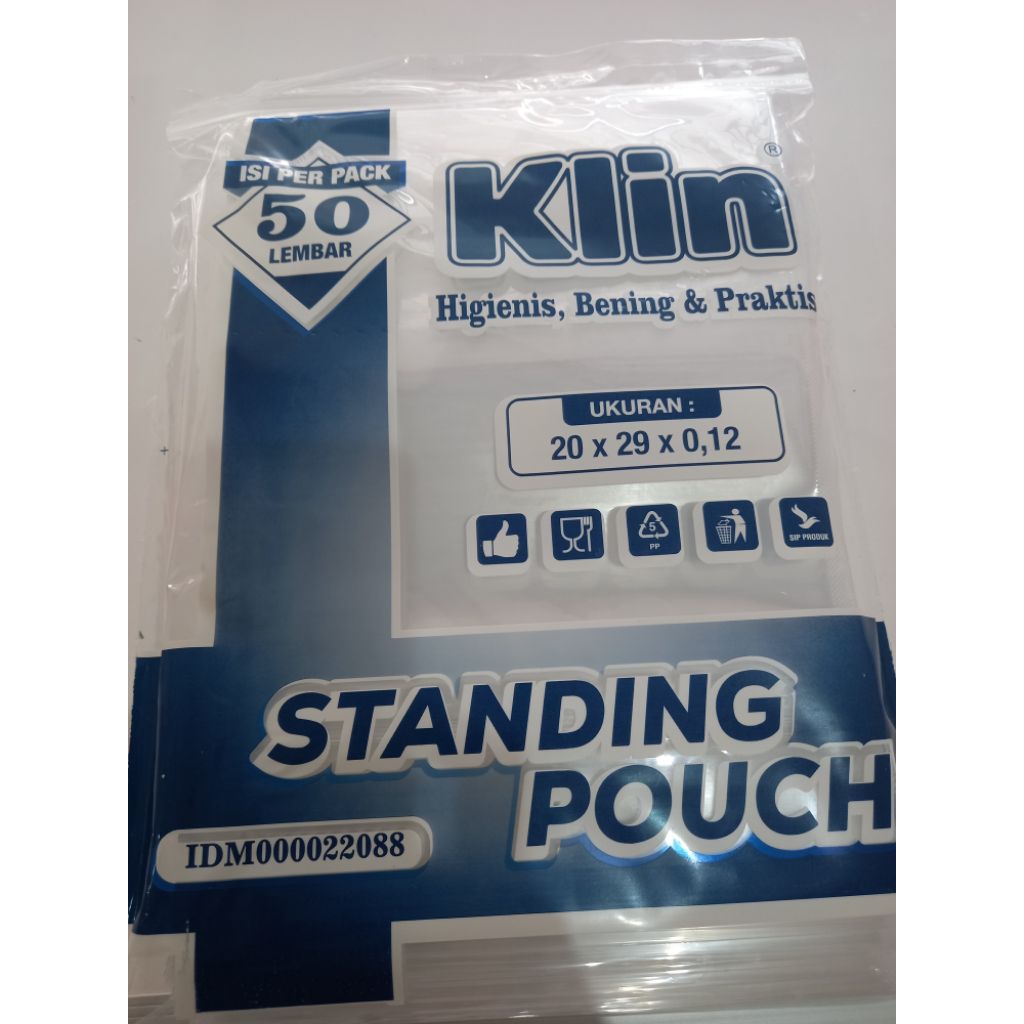 ISI PER PACK
50
LEMBAR
Klin®
Higienis, Bening & Praktis
UKURAN :
20 x 29 x 0,12
5
PP
SIP PRODUK
STANDING
POUCH
IDM000022088